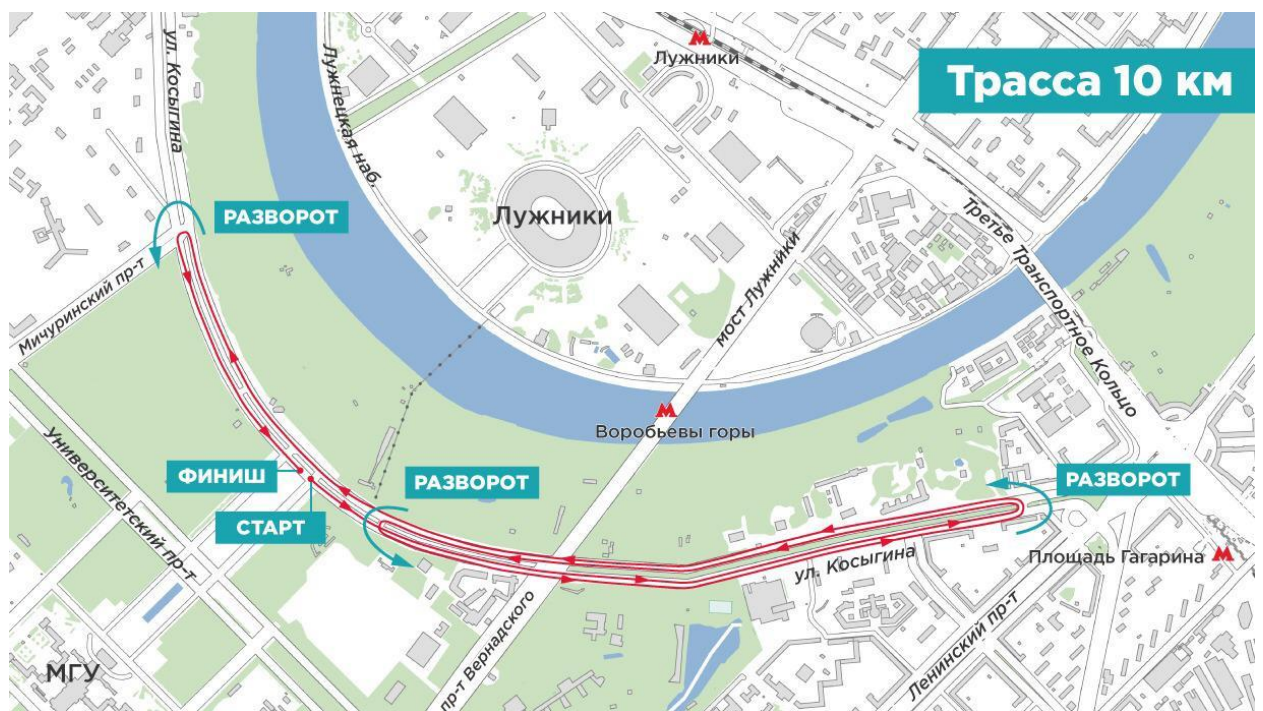 ул. Косыгина
Лужнецкая наб.
М
Лужники
Трасса 10 км
РАЗВОРОТ
Лужники
Третье Транспортное Кольцо
Мичуринский пр-т
мост Лужники
М
Воробьевы горы
Университетский пр-т
ФИНИШ
РАЗВОРОТ
РАЗВОРОТ
СТАРТ
ул. Косыгина
Площадь Гагарина М
пр-т Вернадского
Ленинский пр-т
МГУ